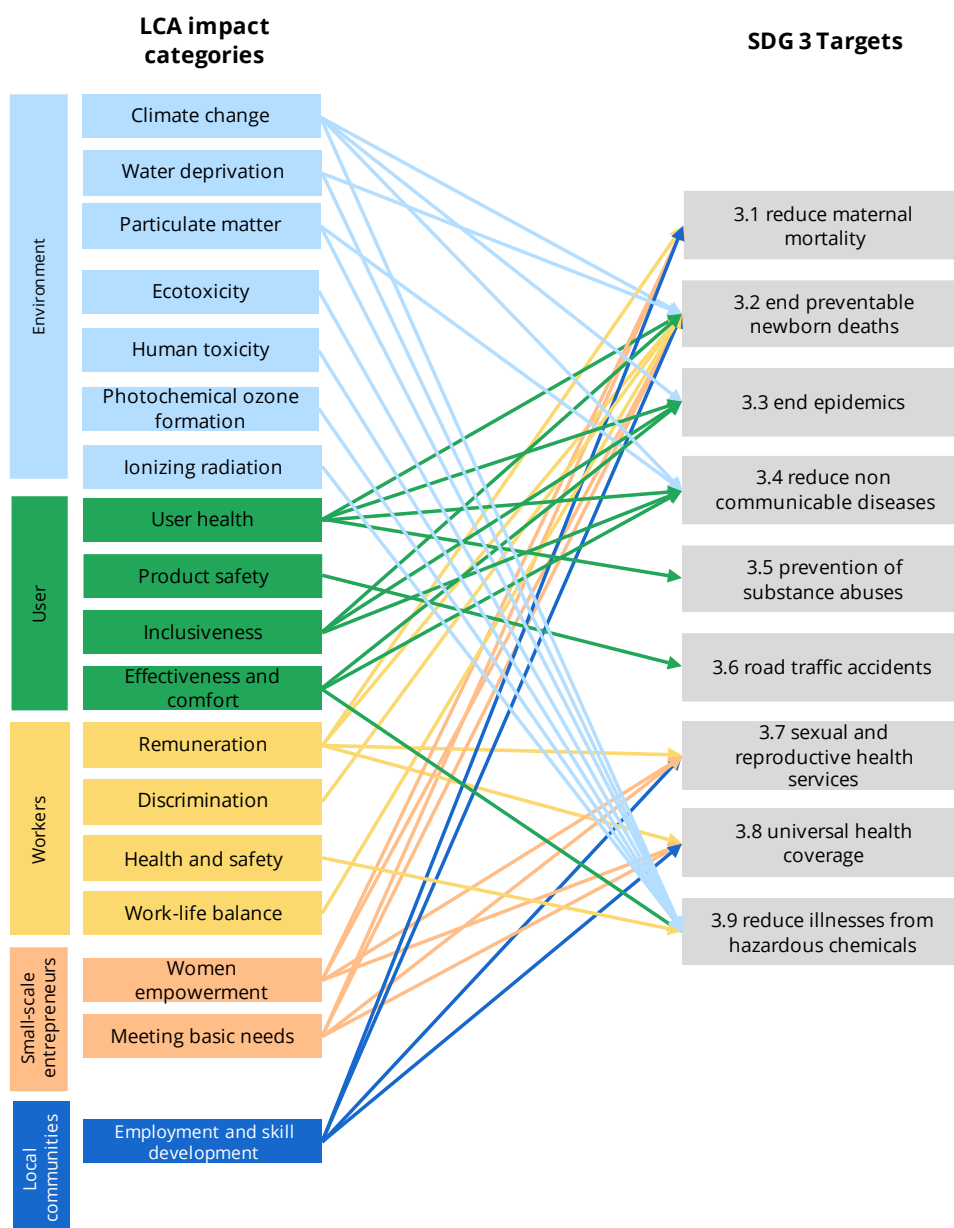 LCA impact
categories
SDG 3 Targets
Environment
Climate change
Water deprivation
Particulate matter
Ecotoxicity
Human toxicity
Photochemical ozone
formation
Ionizing radiation
User
User health
Product safety
Inclusiveness
Effectiveness and
comfort
Workers
Remuneration
Discrimination
Health and safety
Work-life balance
Small-scale
entrepreneurs
Women
empowerment
Meeting basic needs
Local
communities
Employment and skill
development
3.1 reduce maternal
mortality
3.2 end preventable
newborn deaths
3.3 end epidemics
3.4 reduce non
communicable diseases
3.5 prevention of
substance abuses
3.6 road traffic accidents
3.7 sexual and
reproductive health
services
3.8 universal health
coverage
3.9 reduce illnesses from
hazardous chemicals